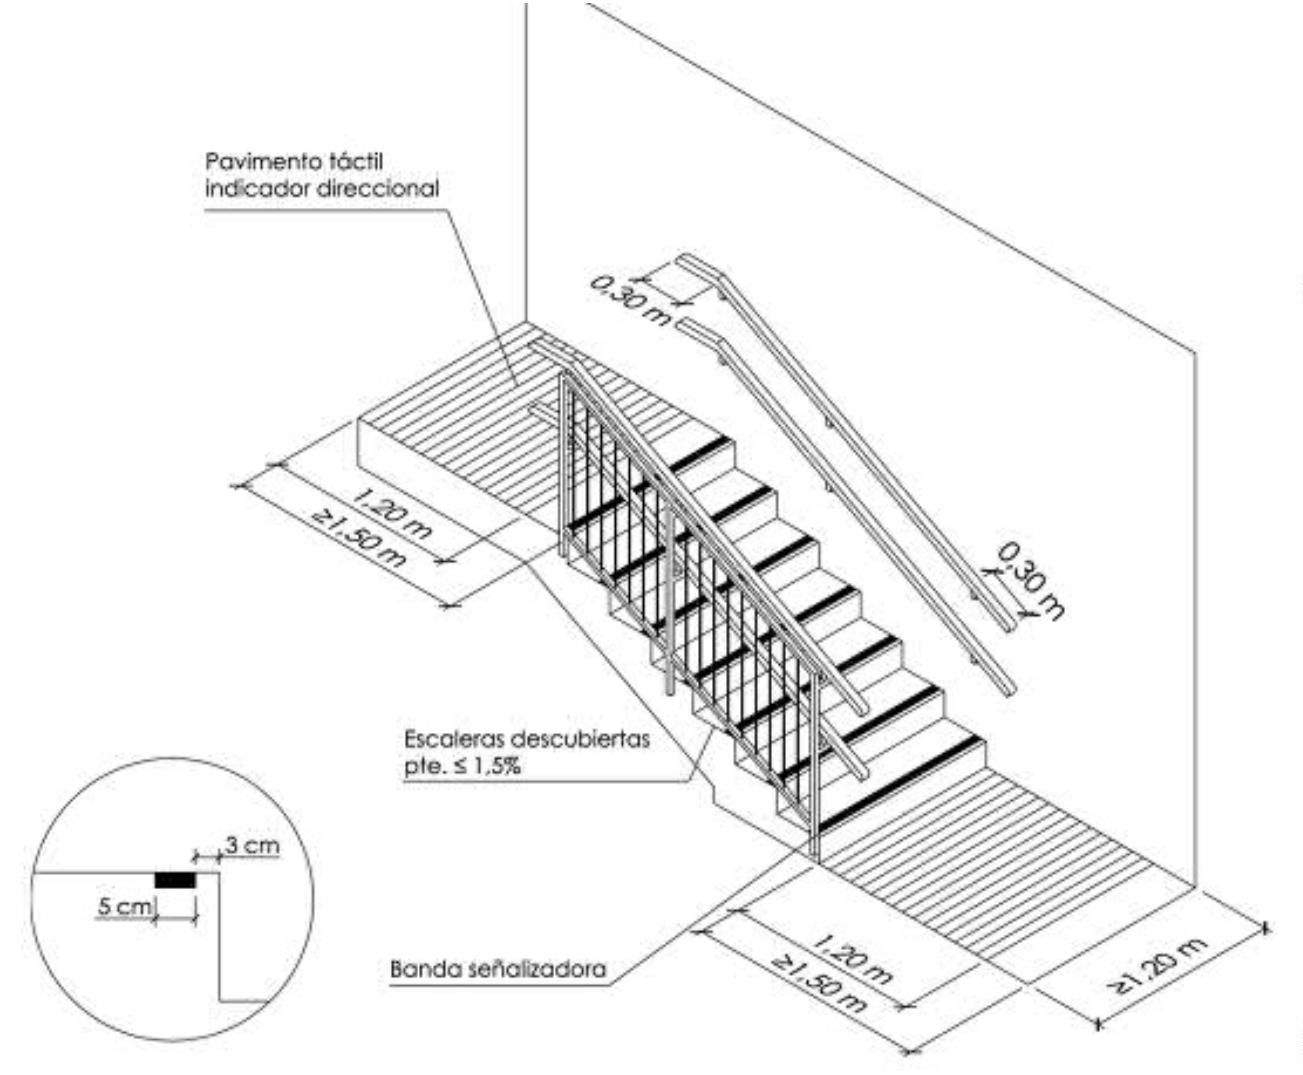 Pavimento táctil
indicador direccional
0,30 m
0,30 m
1,20 m
≥1,50 m
Escaleras descubiertas
pte. ≤ 1,5%
3 cm
5 cm
Banda señalizadora
1,20 m
≥1,50 m
≥1,20 m